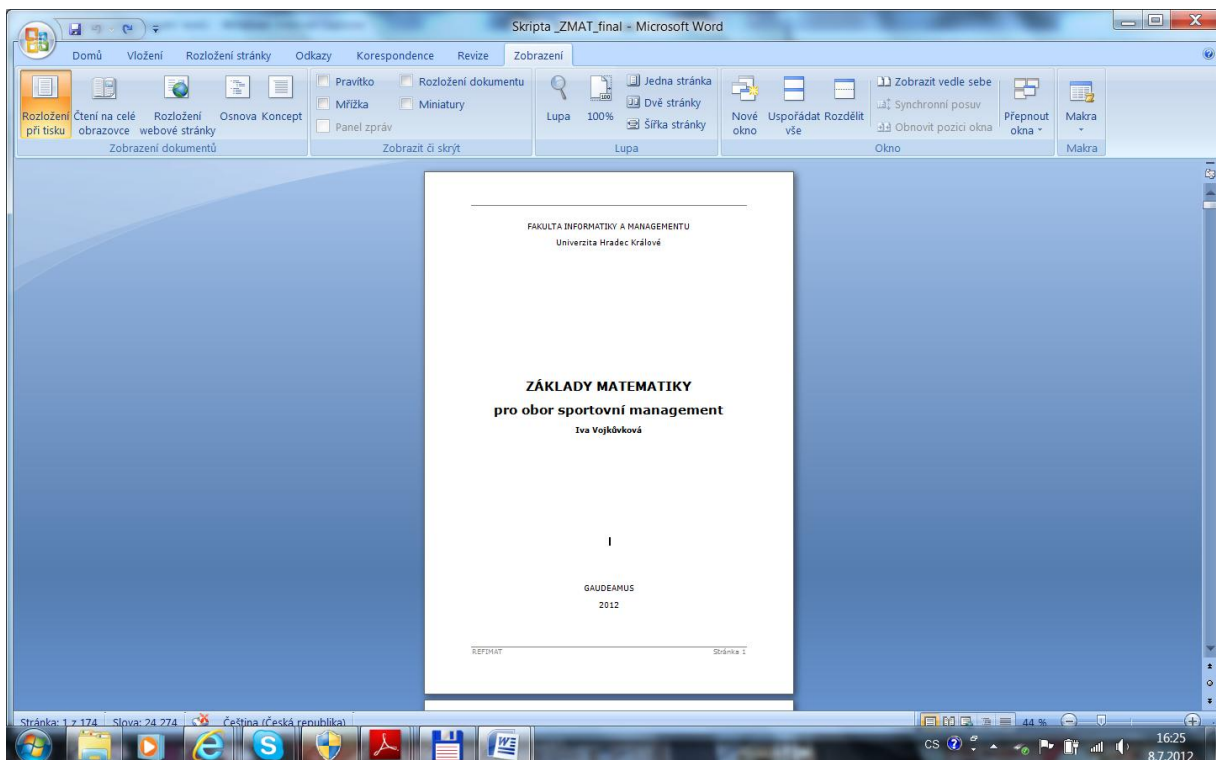 Skripta _ZMAT_final - Microsoft Word
Domů Vložení Rozložení stránky Odkazy Korespondence Revize Zobrazení
Rozložení při tisku
Čtení na celé obrazovce
Rozložení webové stránky
Osnova
Koncept
Zobrazení dokumentů
Pravítko
Mřížka
Panel zpráv
Rozložení dokumentu
Miniatury
Zobrazit či skrýt
Lupa
100%
Jedna stránka
Dvě stránky
Šířka stránky
Lupa
Nové okno
Uspořádat vše
Rozdělit
Zobrazit vedle sebe
Synchronní posuv
Obnovit pozici okna
Přepnout okna
Okno
Makra
Makra
FAKULTA INFORMATIKY A MANAGEMENTU
Univerzita Hradec Králové
ZÁKLADY MATEMATIKY
pro obor sportovní management
Iva Vojkůvková
GAUDEAMUS
2012
REFIMAT Stránka 1
Stránka: 1 z 174 Slova: 24 274 Čeština (Česká republika) 44 %
CS 16:25
8.7.2012